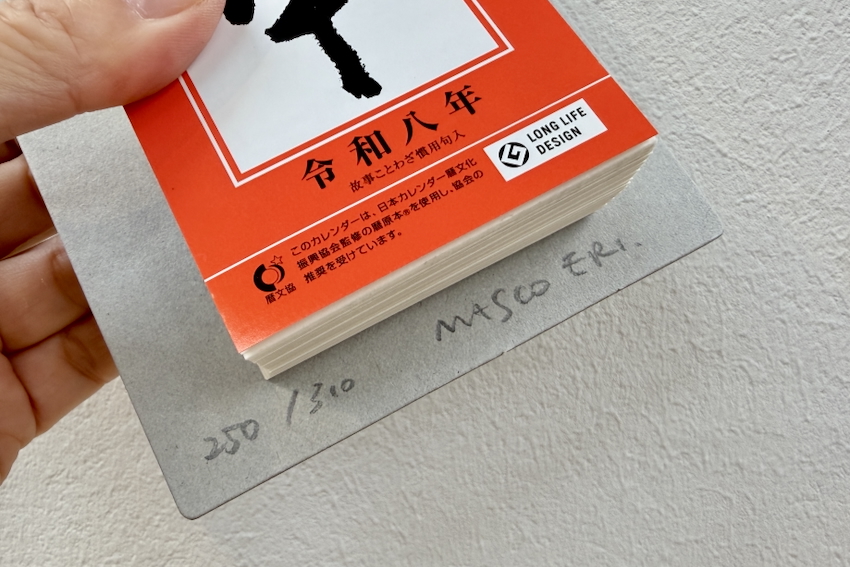 令和八年
故事ことわざ慣用句入
LONG LIFE
DESIGN
このカレンダーは、日本カレンダー暦文化
振興協会監修の暦原本®を使用し、協会の
推奨を受けています。
暦文協
MASCO ERI.
250 / 310